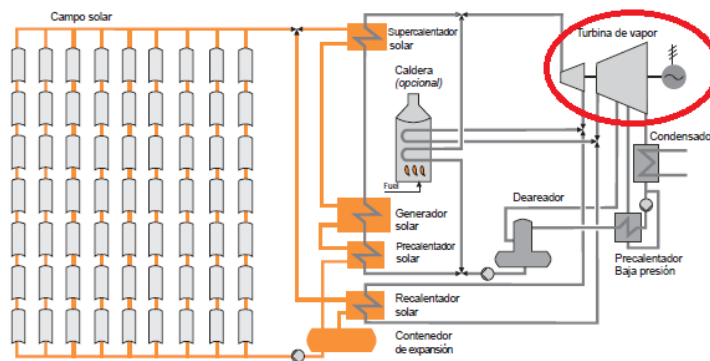 Campo solar
Supercalentador
solar
Turbina de vapor
Caldera
(opcional)
Condensado
Fuel
Deareador
Generador
solar
Precalentador
solar
Precalentador
Baja presión
Recalentador
solar
Contenedor
de expansión